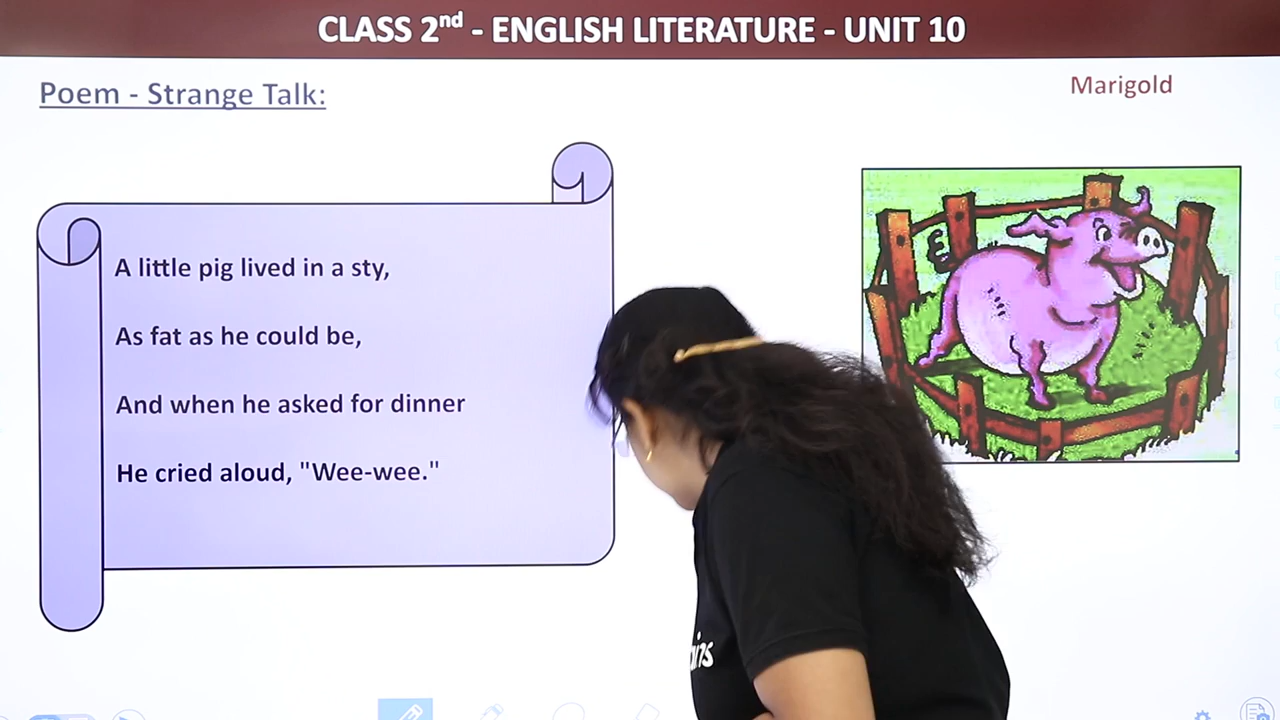 CLASS 2nd - ENGLISH LITERATURE - UNIT 10
Poem - Strange Talk:
Marigold
A little pig lived in a sty,
As fat as he could be,
And when he asked for dinner
He cried aloud, "Wee-wee."